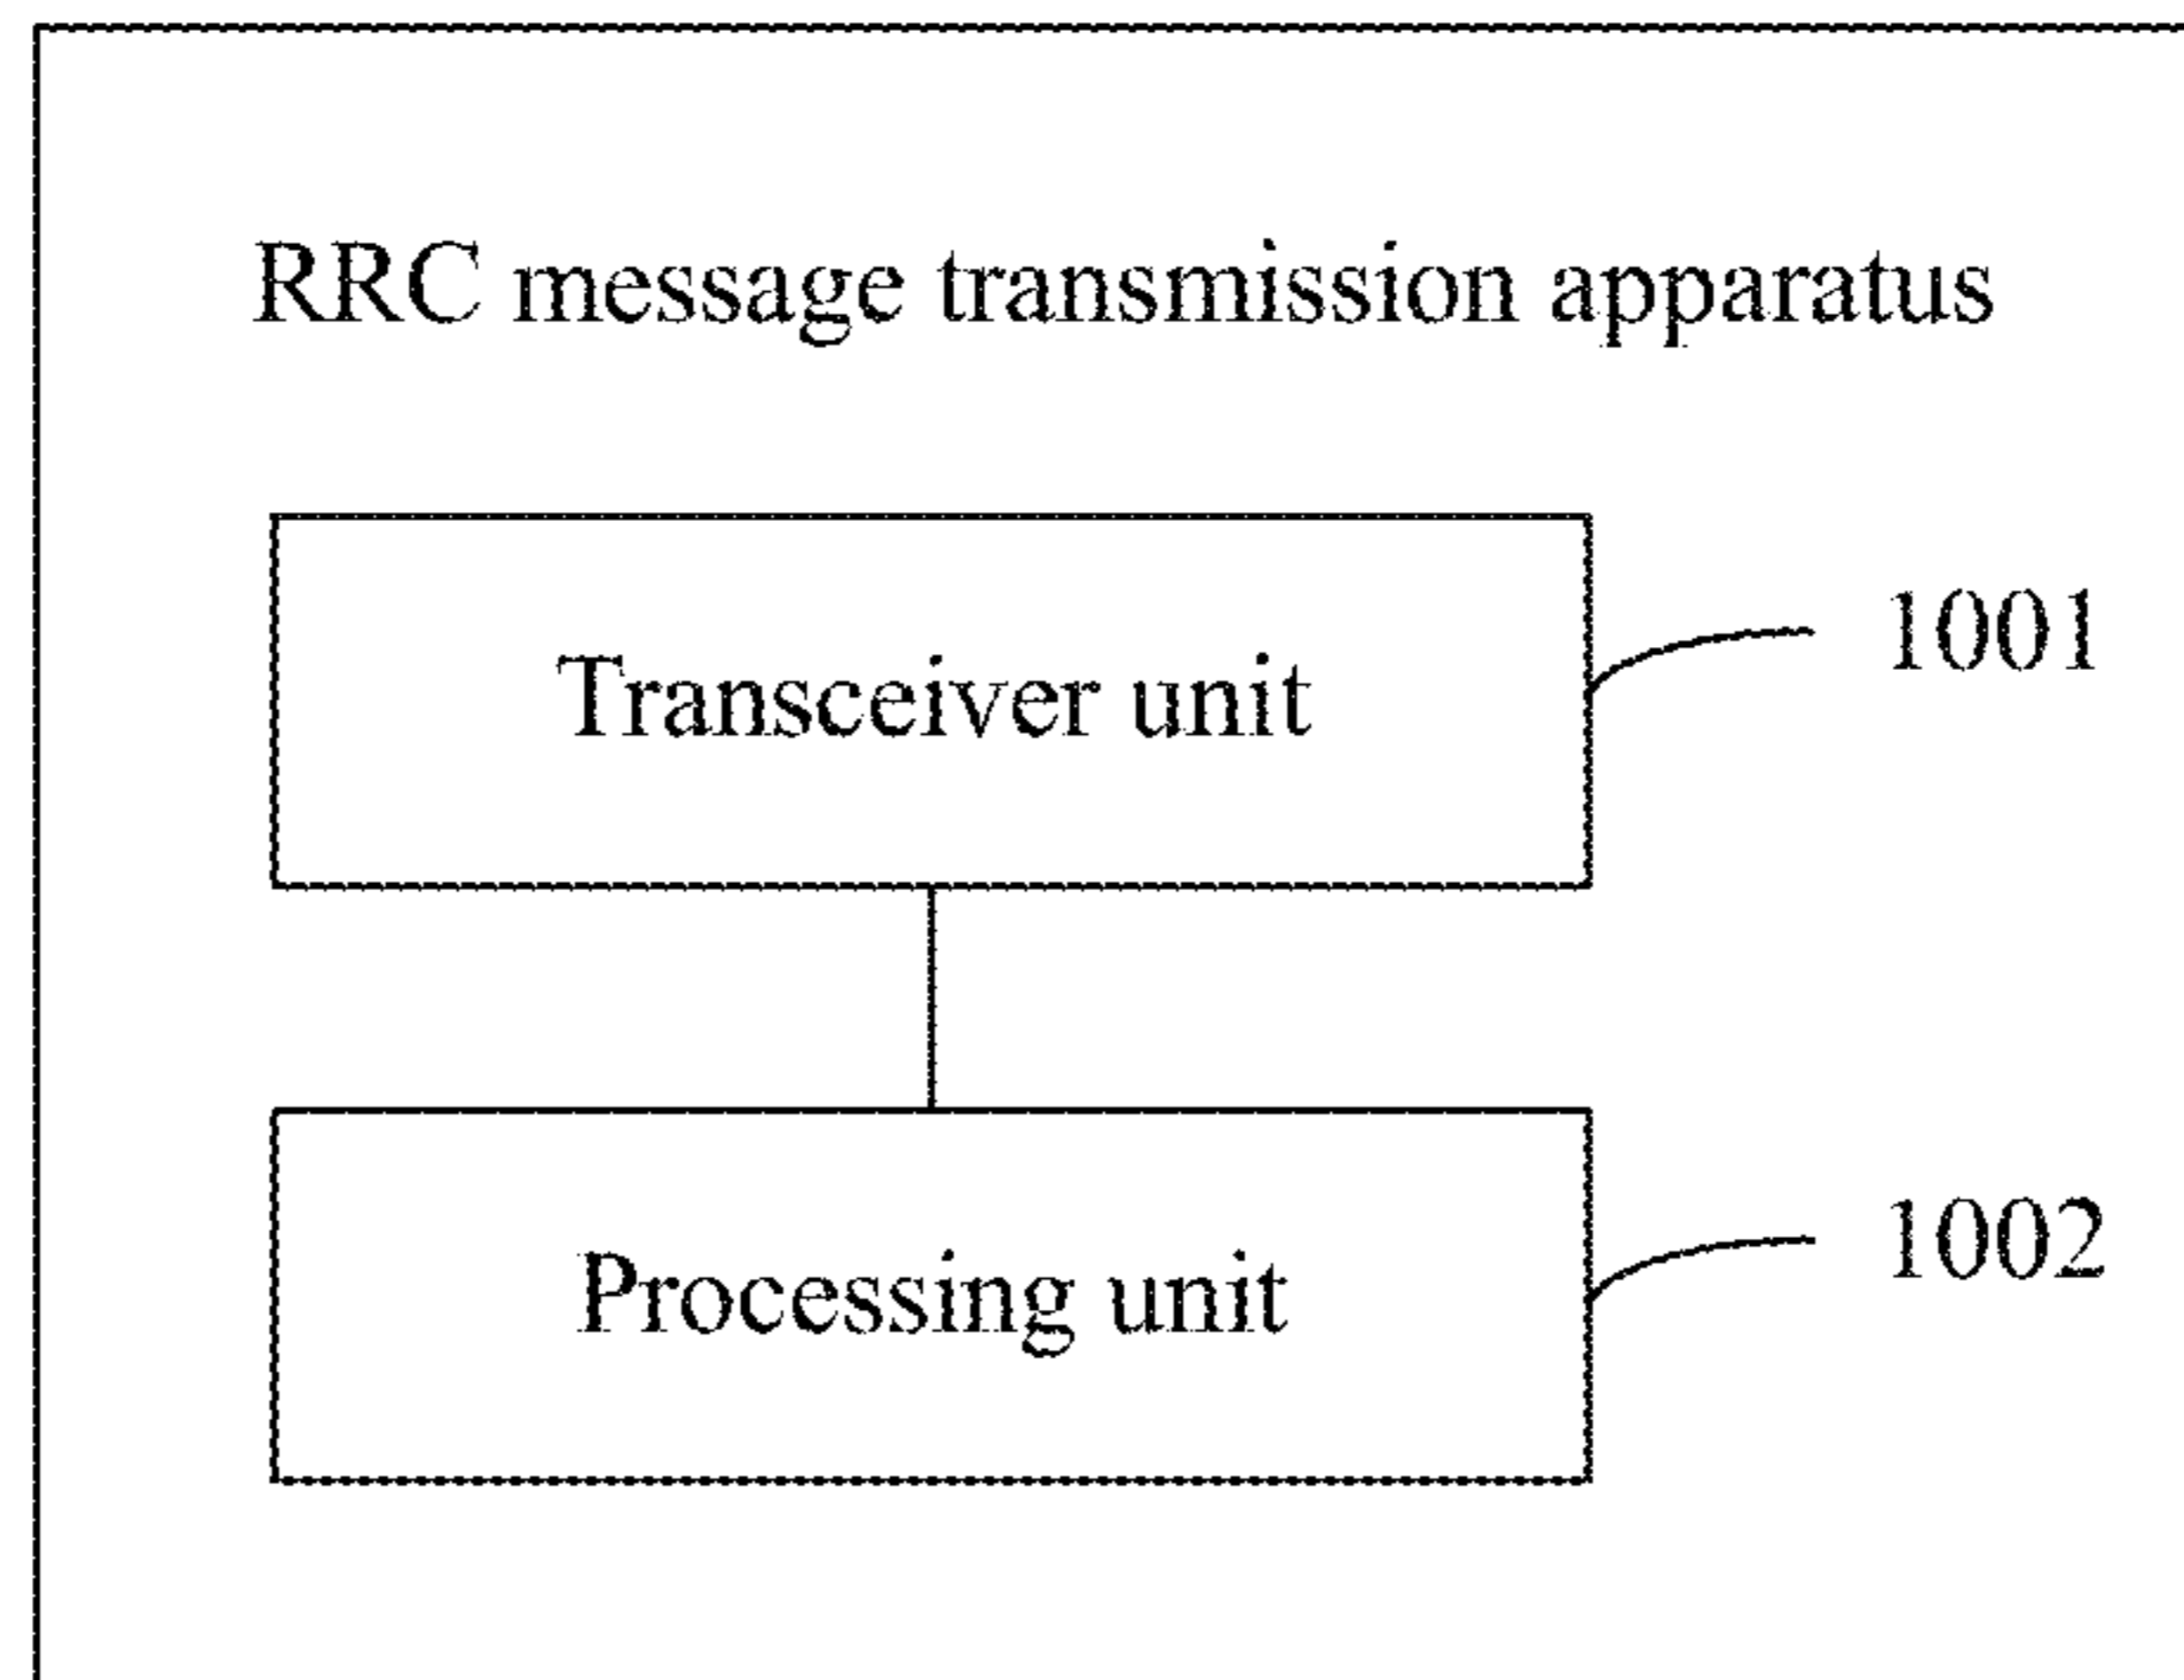 RRC message transmission apparatus
Transceiver unit
1001
Processing unit
1002